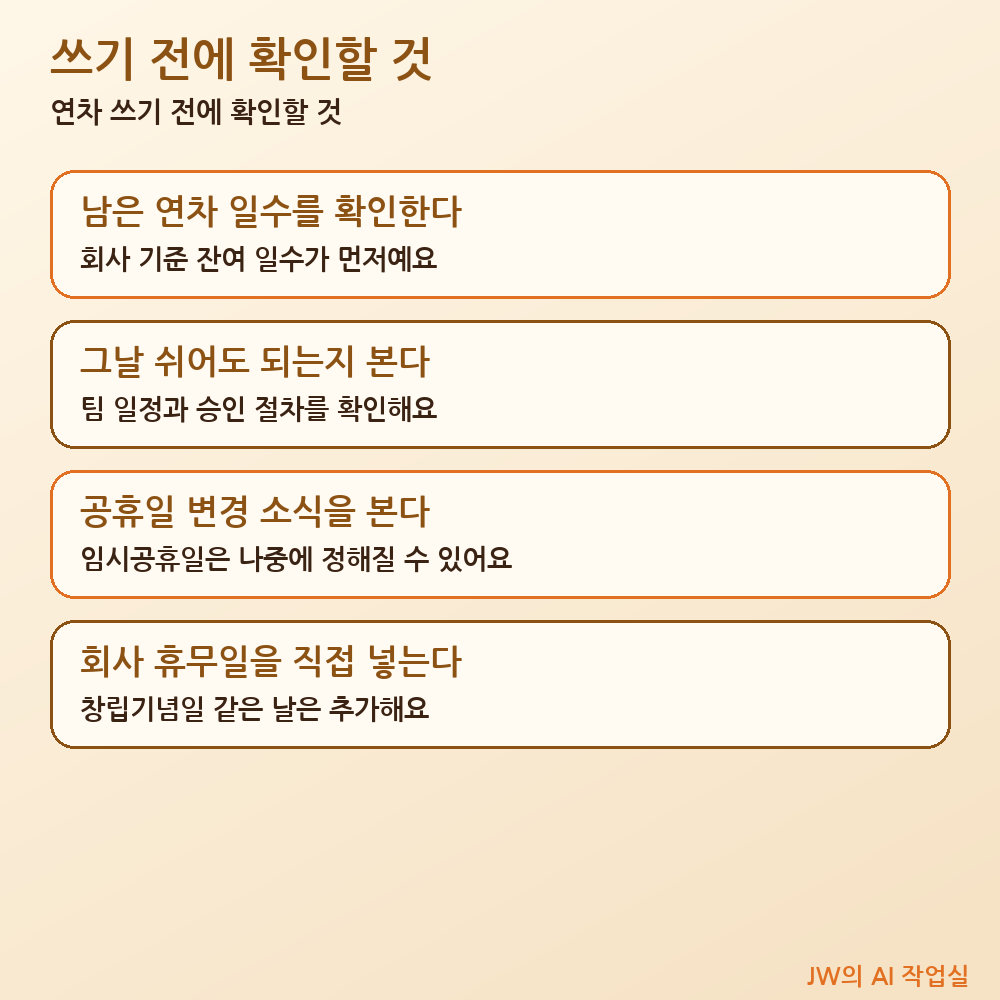 쓰기 전에 확인할 것
연차 쓰기 전에 확인할 것
남은 연차 일수를 확인한다
회사 기준 잔여 일수가 먼저예요
그날 쉬어도 되는지 본다
팀 일정과 승인 절차를 확인해요
공휴일 변경 소식을 본다
임시공휴일은 나중에 정해질 수 있어요
회사 휴무일을 직접 넣는다
창립기념일 같은 날은 추가해요
JW의 AI 작업실